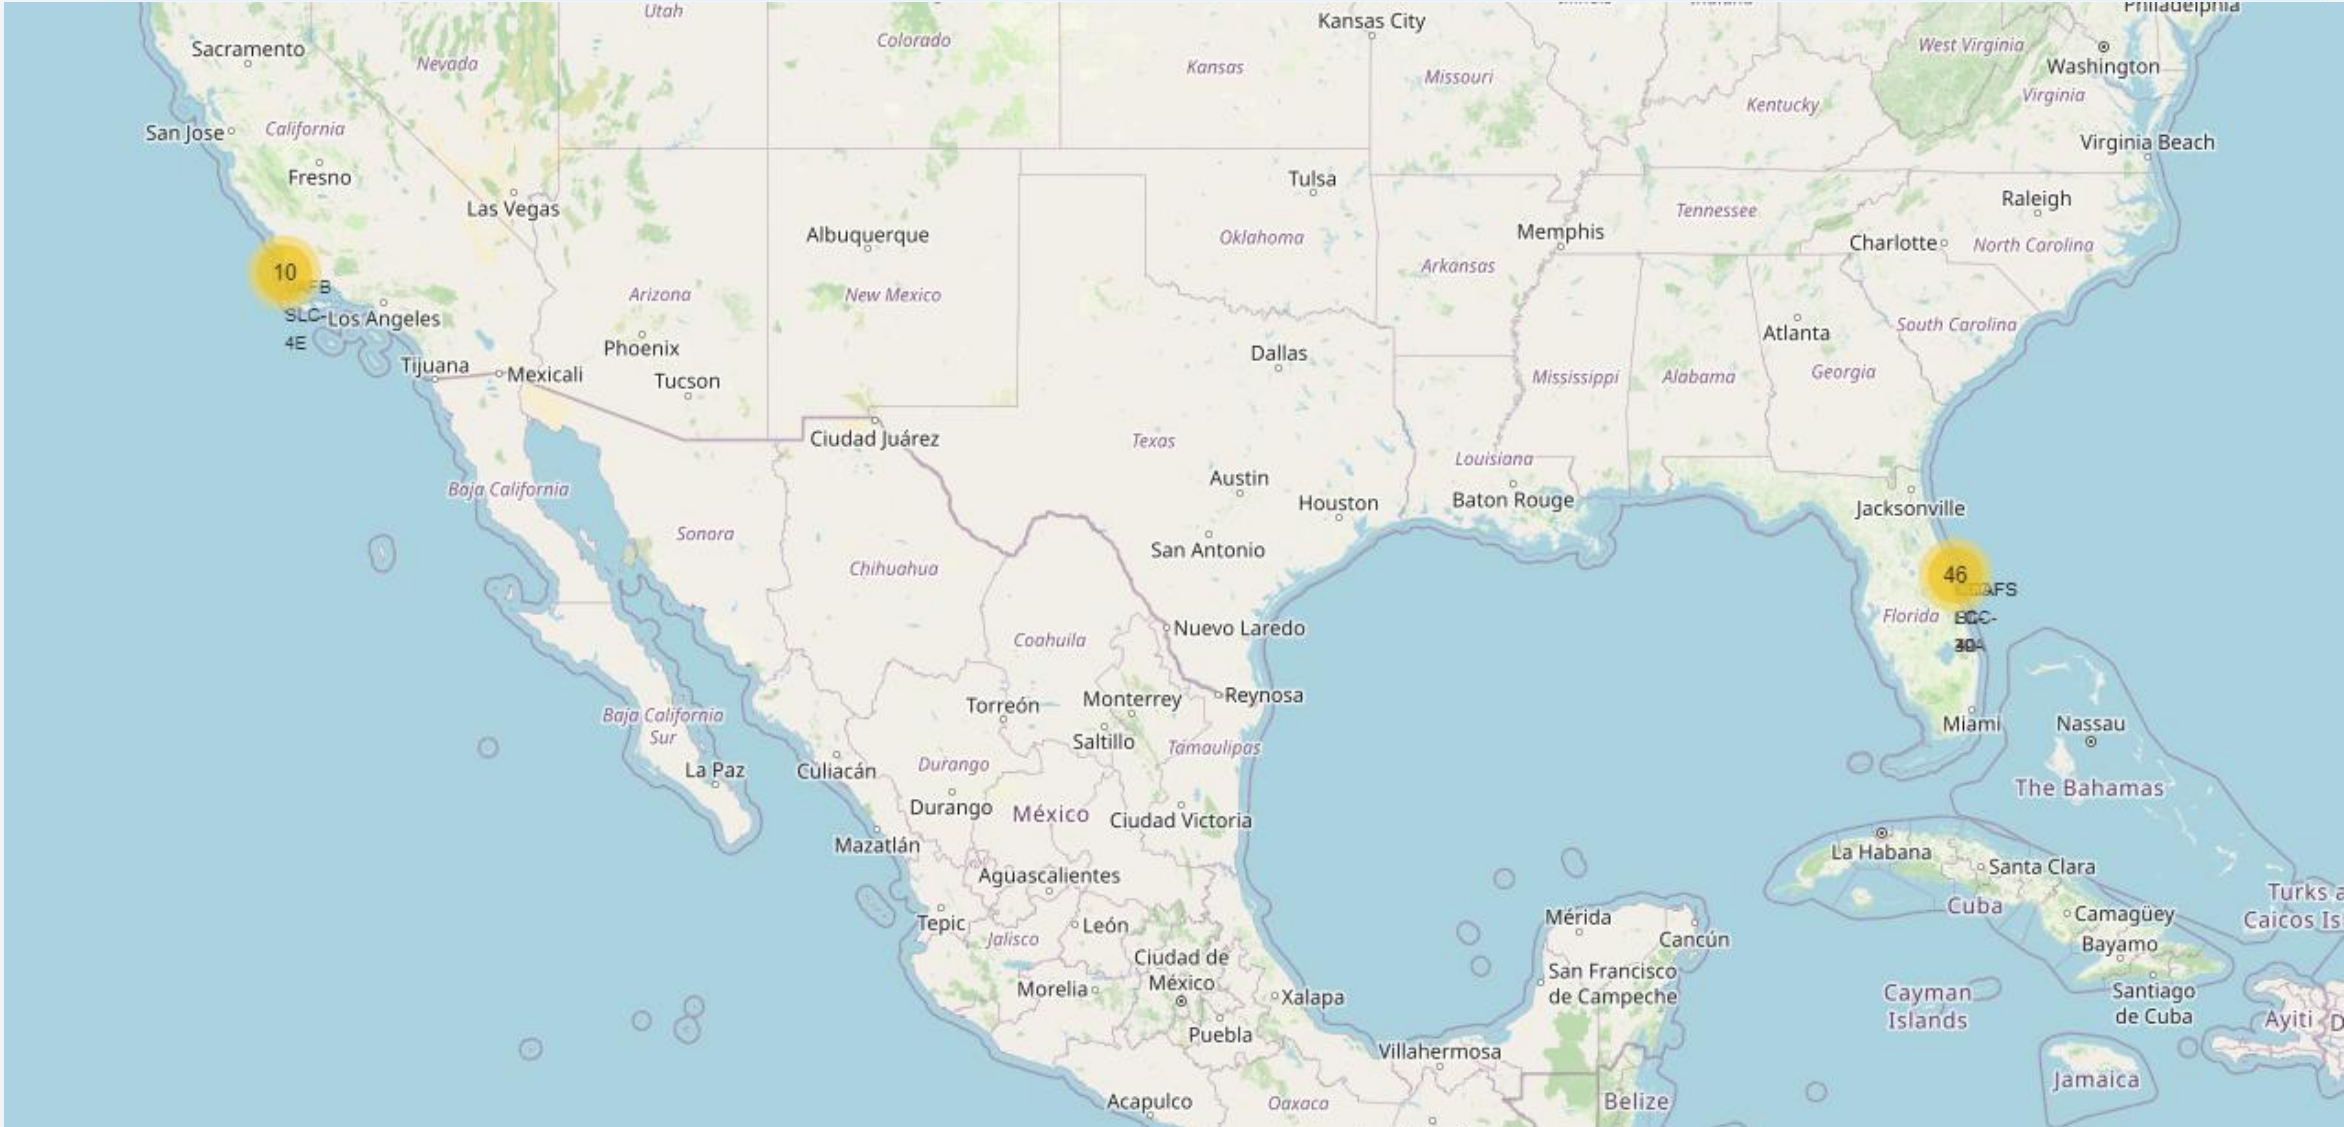 Utah
Kansas City
Philadelphia
Sacramento
Colorado
West Virginia
Nevada
Kansas
Missouri
Washington
Virginia
Kentucky
San Jose
California
Virginia Beach
Fresno
Tulsa
Las Vegas
Tennessee
Raleigh
Albuquerque
Oklahoma
Memphis
Charlotte
North Carolina
10
Arkansas
Arizona
New Mexico
SLC-
Los Angeles
4E
South Carolina
Atlanta
Phoenix
Dallas
Tijuana
Mexicali
Tucson
Mississippi
Alabama
Georgia
Ciudad Juárez
Texas
Louisiana
Austin
Baja California
Houston
Baton Rouge
Jacksonville
Sonora
San Antonio
Chihuahua
46
Florida
Nuevo Laredo
Coahuila
Reynosa
Monterrey
Torreón
Baja California
Sur
Saltillo
Tamaulipas
Miami
Nassau
La Paz
Culiacán
Durango
The Bahamas
Durango
México
Ciudad Victoria
Mazatlán
La Habana
Santa Clara
Aguascalientes
Turks a
Caicos Is
Cuba
Camagüey
Tepic
León
Mérida
Jalisco
Cancún
Bayamo
Ciudad de
México
San Francisco
de Campeche
Morelia
Xalapa
Cayman
Islands
Santiago
de Cuba
Puebla
Ayiti
D
Villahermosa
Jamaica
Acapulco
Oaxaca
Belize